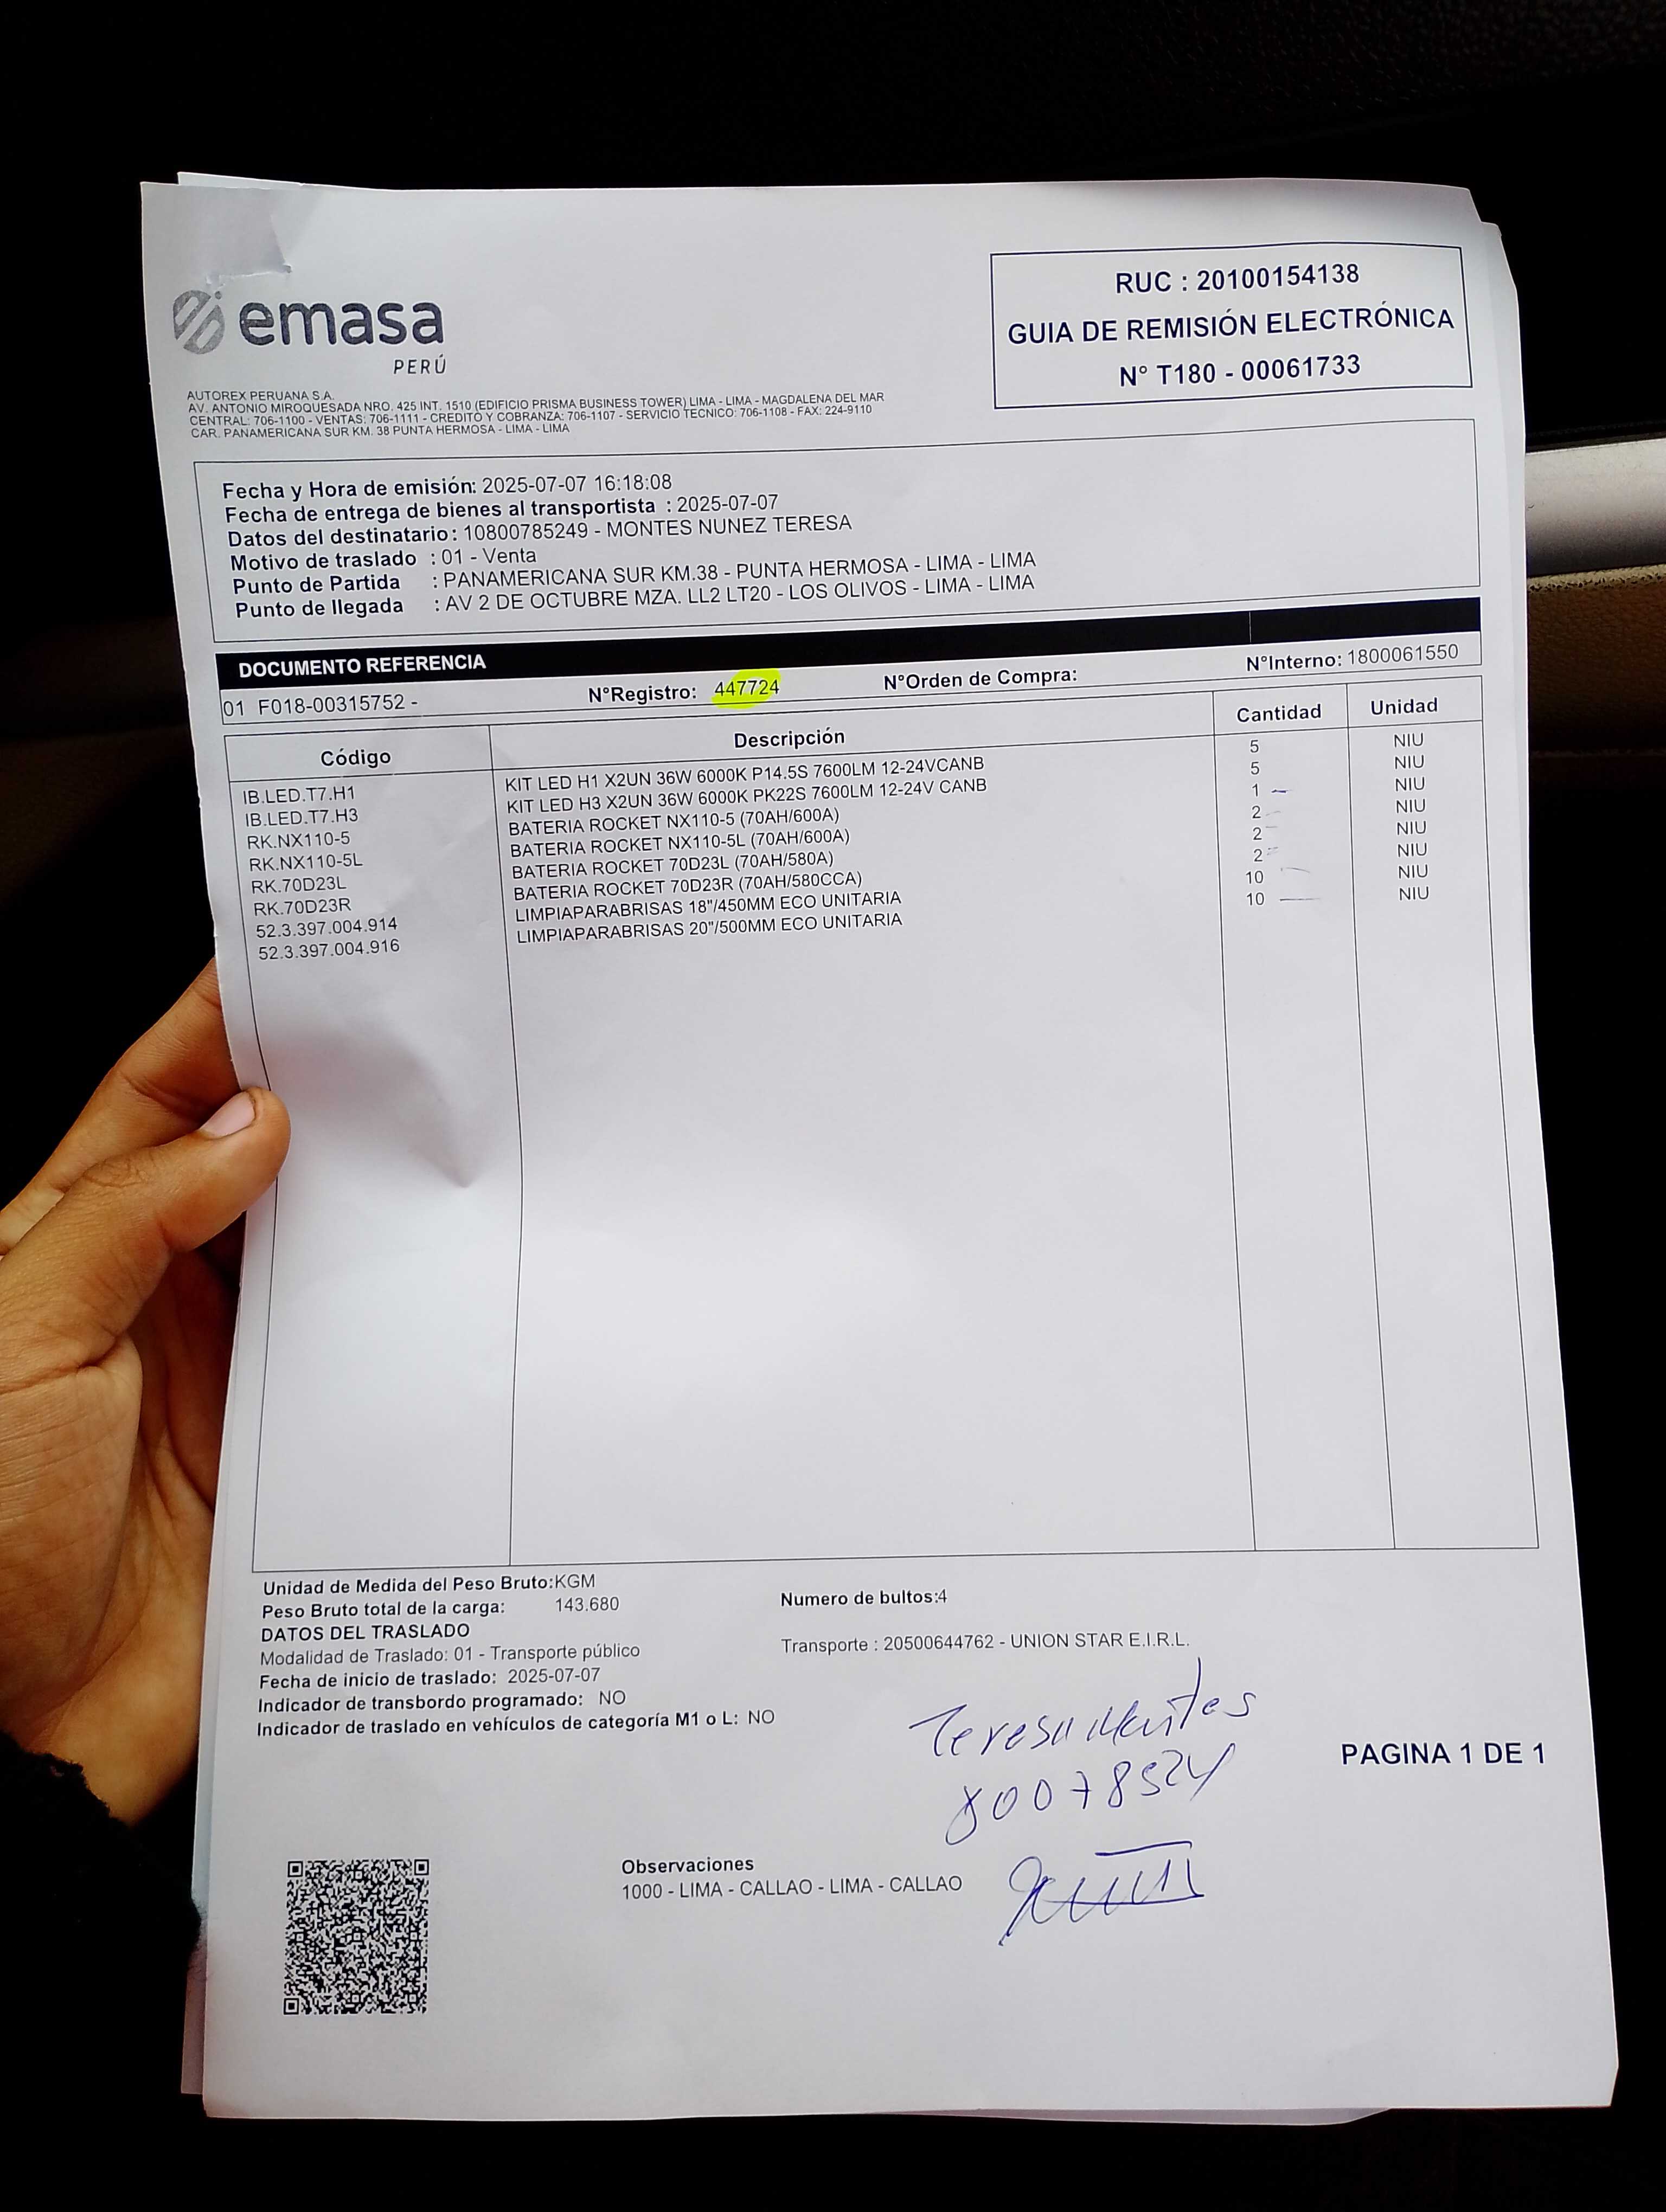 emasa
PERÚ
RUC : 20100154138
GUIA DE REMISIÓN ELECTRÓNICA
N° T180 - 00061733
AUTOREX PERUANA S.A.
AV. ANTONIO MIROQUESADA NRO. 425 INT. 1510 (EDIFICIO PRISMA BUSINESS TOWER) LIMA - LIMA - MAGDALENA DEL MAR
CENTRAL: 706-1100 - VENTAS: 706-1111 - CREDITO Y COBRANZA: 706-1107 - SERVICIO TECNICO: 706-1108 - FAX: 224-9110
CAR. PANAMERICANA SUR KM. 38 PUNTA HERMOSA - LIMA - LIMA
Fecha y Hora de emisión: 2025-07-07 16:18:08
Fecha de entrega de bienes al transportista : 2025-07-07
Datos del destinatario: 10800785249 - MONTES NUNEZ TERESA
Motivo de traslado : 01 - Venta
Punto de Partida : PANAMERICANA SUR KM.38 - PUNTA HERMOSA - LIMA - LIMA
Punto de llegada : AV 2 DE OCTUBRE MZA. LL2 LT20 - LOS OLIVOS - LIMA - LIMA
DOCUMENTO REFERENCIA
01 F018-00315752 - N°Registro: 447724 N°Orden de Compra: N°Interno: 1800061550
Código Descripción Cantidad Unidad
IB.LED.T7.H1 KIT LED H1 X2UN 36W 6000K P14.5S 7600LM 12-24VCANB 5 NIU
IB.LED.T7.H3 KIT LED H3 X2UN 36W 6000K PK22S 7600LM 12-24V CANB 5 NIU
RK.NX110-5 BATERIA ROCKET NX110-5 (70AH/600A) 1 NIU
RK.NX110-5L BATERIA ROCKET NX110-5L (70AH/600A) 2 NIU
RK.70D23L BATERIA ROCKET 70D23L (70AH/580A) 2 NIU
RK.70D23R BATERIA ROCKET 70D23R (70AH/580CCA) 2 NIU
52.3.397.004.914 LIMPIAPARABRISAS 18"/450MM ECO UNITARIA 10 NIU
52.3.397.004.916 LIMPIAPARABRISAS 20"/500MM ECO UNITARIA 10 NIU
Unidad de Medida del Peso Bruto:KGM
Peso Bruto total de la carga: 143.680 Numero de bultos:4
DATOS DEL TRASLADO
Modalidad de Traslado: 01 - Transporte público Transporte : 20500644762 - UNION STAR E.I.R.L.
Fecha de inicio de traslado: 2025-07-07
Indicador de transbordo programado: NO
Indicador de traslado en vehículos de categoría M1 o L: NO
Teresa Montes
80078524
PAGINA 1 DE 1
Observaciones
1000 - LIMA - CALLAO - LIMA - CALLAO